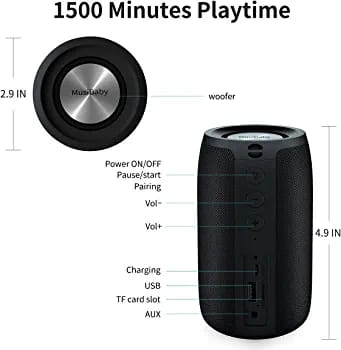 1500 Minutes Playtime
2.9 IN
Musibaby
woofer
Power ON/OFF
Pause/start
Pairing
Vol−
Vol+
4.9 IN
Charging
USB
TF card slot
AUX